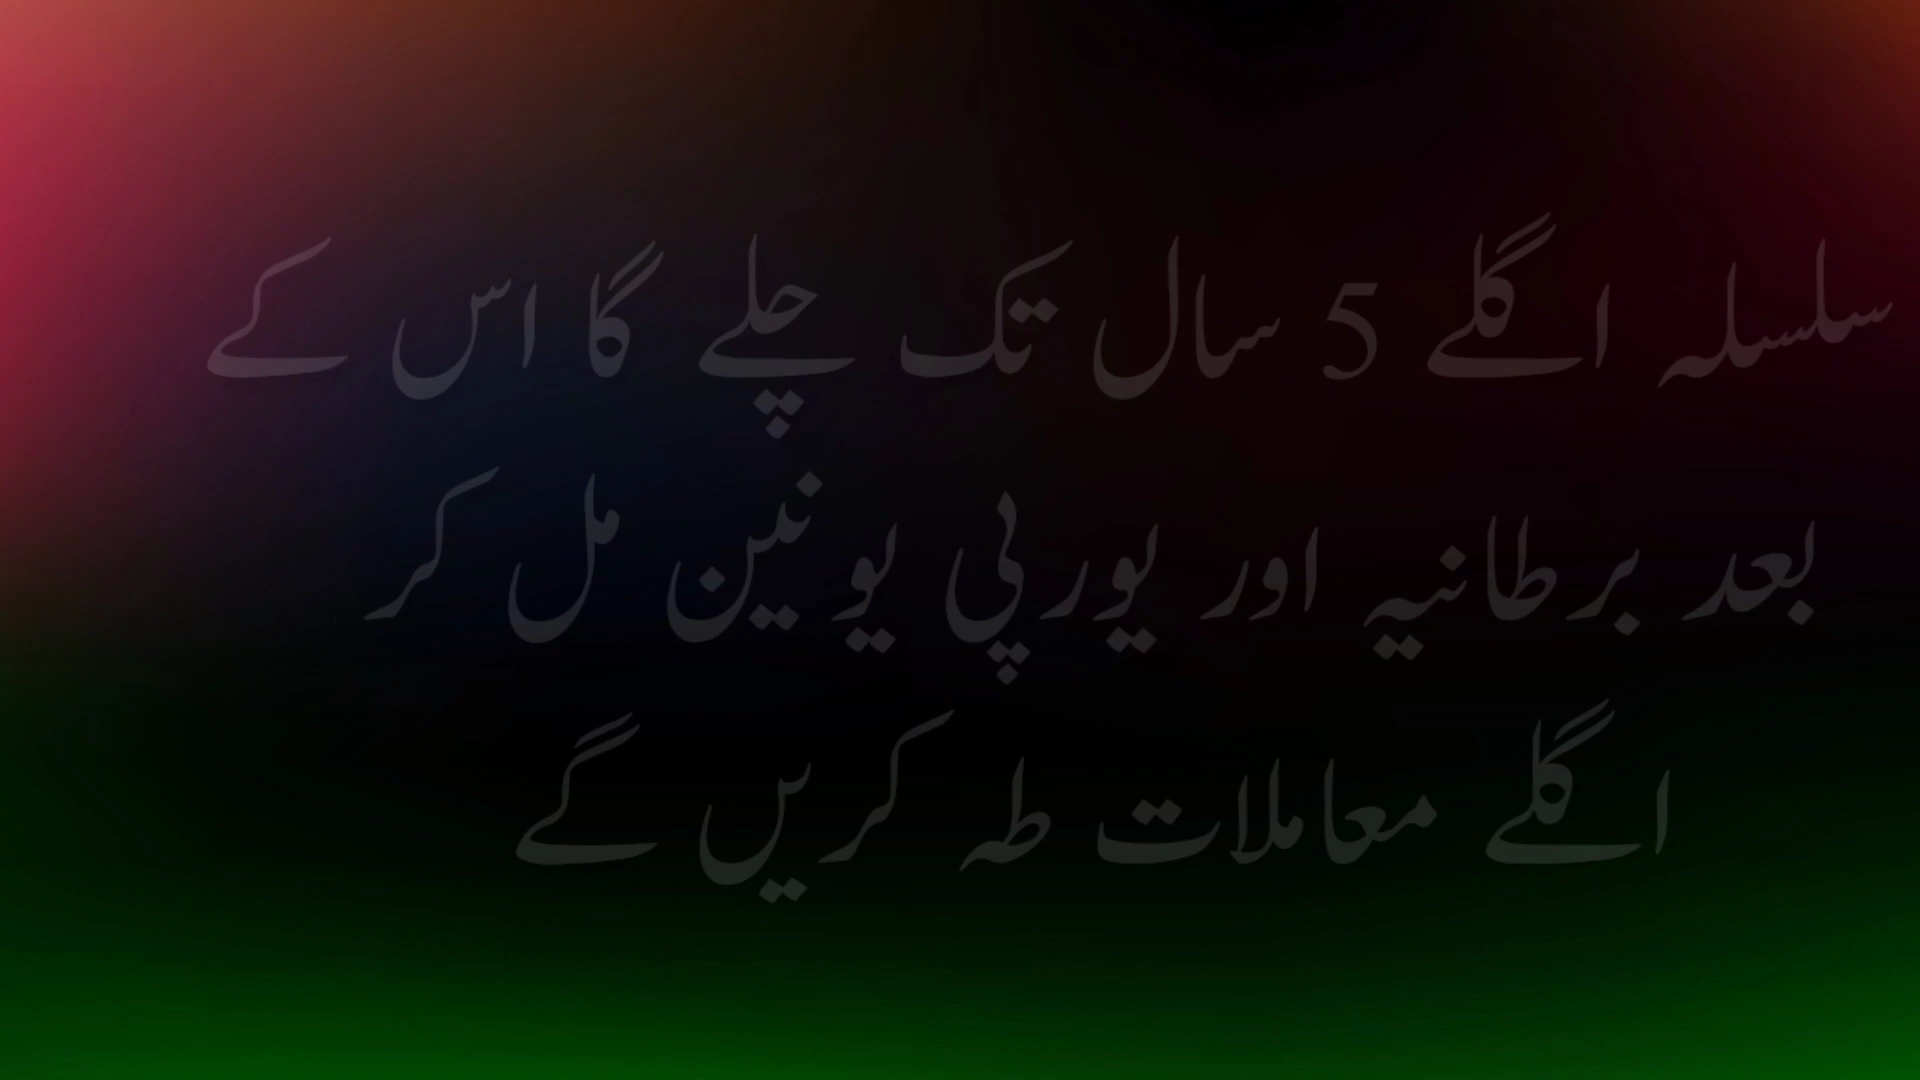 سلسلہ اگلے 5 سال تک چلے گا اس کے
بعد برطانیہ اور یورپی یونین مل کر
اگلے معاملات طہ کریں گے